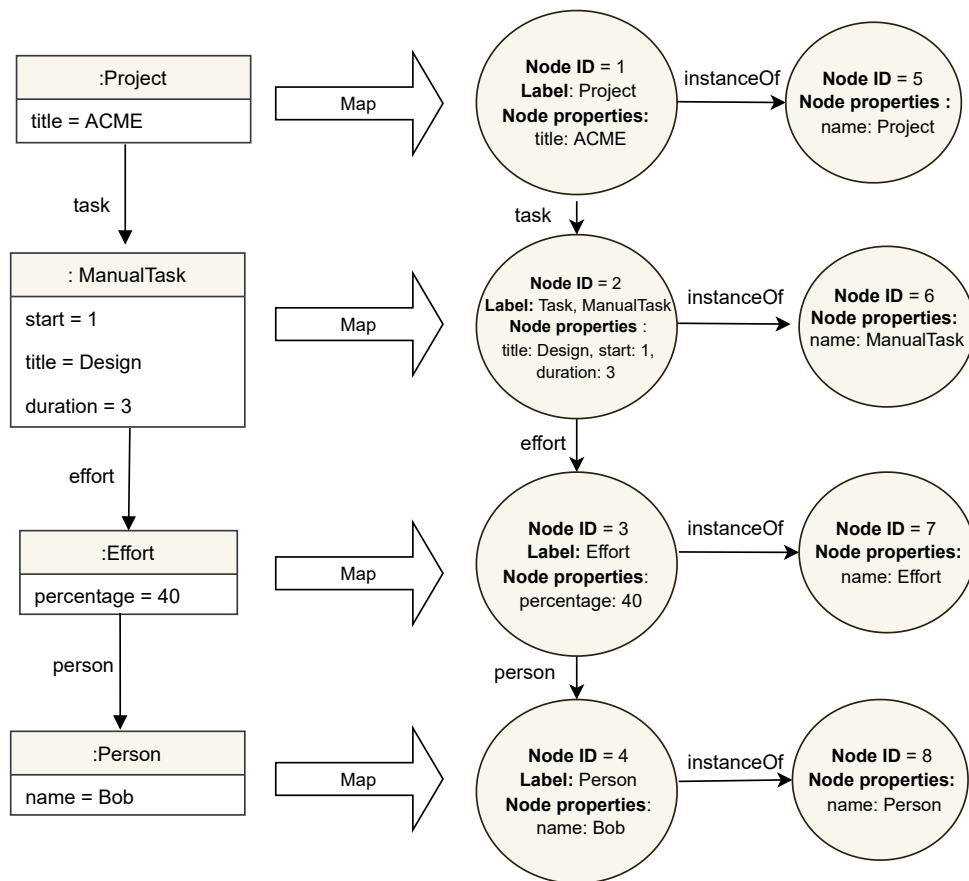 :Project
title = ACME
Map
Node ID = 1
Label: Project
Node properties:
title: ACME
instanceOf
Node ID = 5
Node properties :
name: Project
task
task
: ManualTask
start = 1
title = Design
duration = 3
Map
Node ID = 2
Label: Task, ManualTask
Node properties :
title: Design, start: 1,
duration: 3
instanceOf
Node ID = 6
Node properties:
name: ManualTask
effort
effort
:Effort
percentage = 40
Map
Node ID = 3
Label: Effort
Node properties:
percentage: 40
instanceOf
Node ID = 7
Node properties:
name: Effort
person
person
:Person
name = Bob
Map
Node ID = 4
Label: Person
Node properties:
name: Bob
instanceOf
Node ID = 8
Node properties:
name: Person